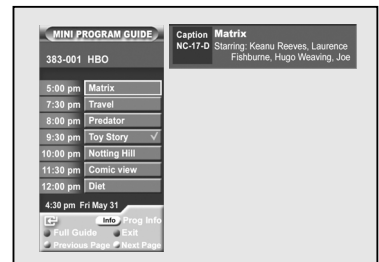 MINI PROGRAM GUIDE
383-001 HBO
5:00 pm Matrix
7:30 pm Travel
8:00 pm Predator
9:30 pm Toy Story √
10:00 pm Notting Hill
11:30 pm Comic view
12:00 pm Diet
4:30 pm Fri May 31
Info Prog Info
Full Guide Exit
Previous Page Next Page
Caption Matrix
NC-17-D Starring: Keanu Reeves, Laurence
Fishburne, Hugo Weaving, Joe